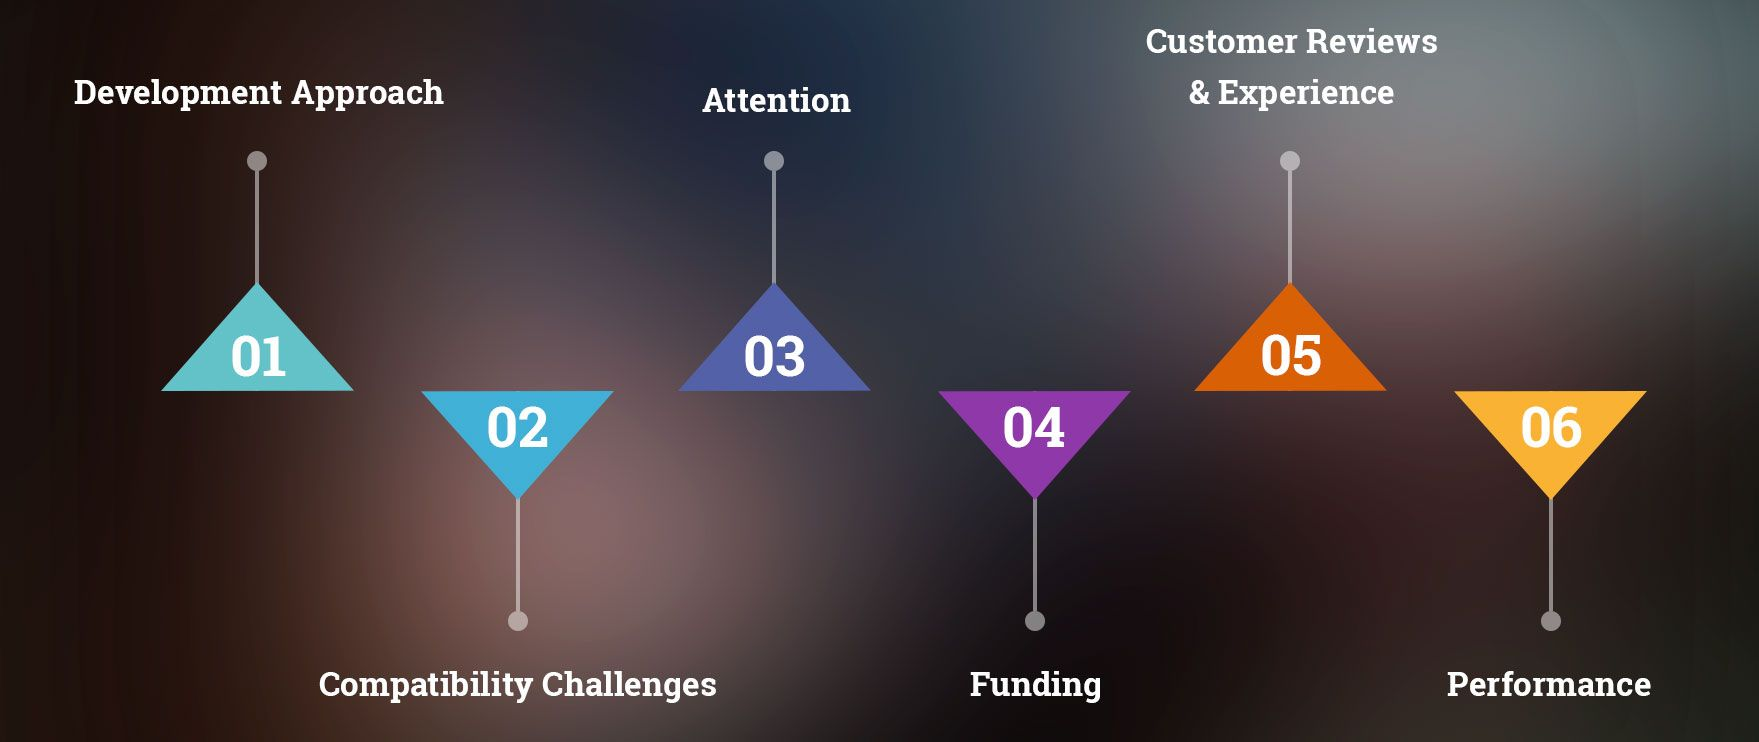 Development Approach
01
Compatibility Challenges
02
Attention
03
Funding
04
Customer Reviews
& Experience
05
Performance
06